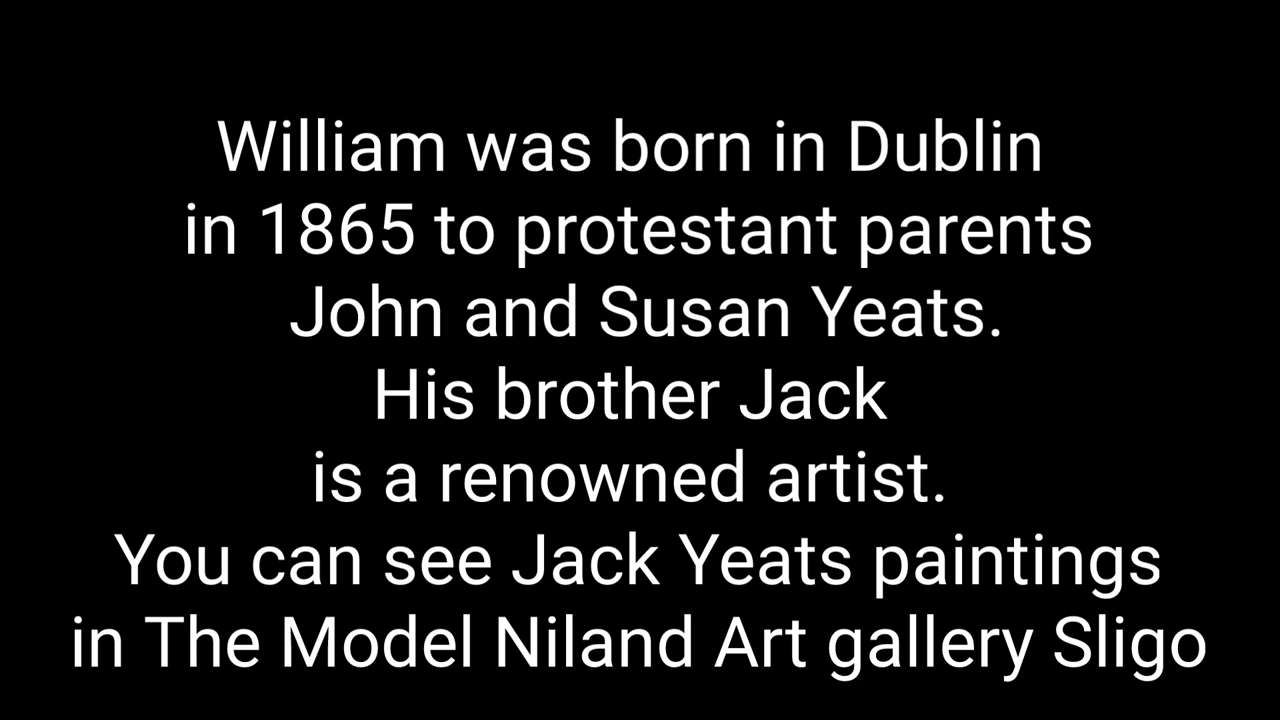 William was born in Dublin
in 1865 to protestant parents
John and Susan Yeats.
His brother Jack
is a renowned artist.
You can see Jack Yeats paintings
in The Model Niland Art gallery Sligo